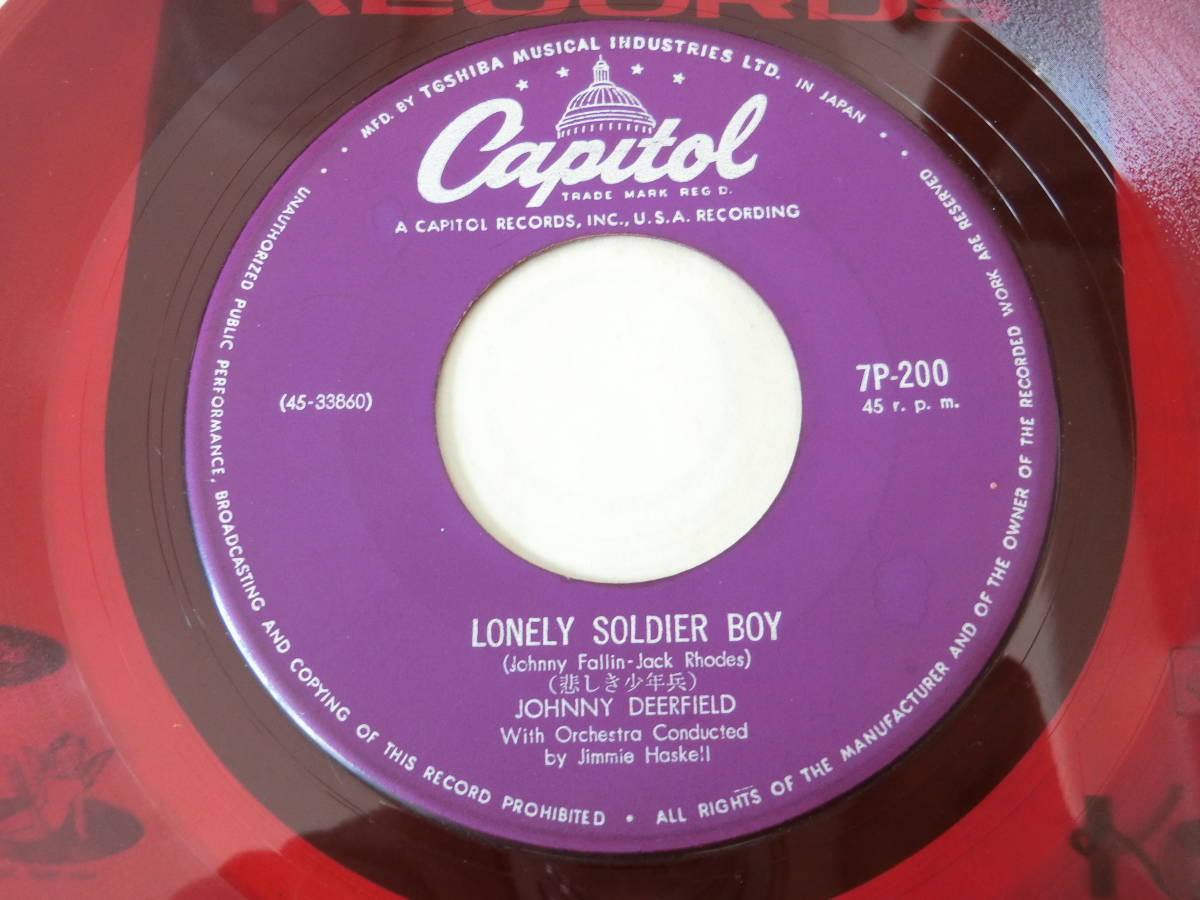 RECORDS
MFD. BY TOSHIBA MUSICAL INDUSTRIES LTD. IN JAPAN
Capitol
TRADE MARK REG D.
A CAPITOL RECORDS, INC., U.S.A. RECORDING
(45-33860)
7P-200
45 r. p. m.
LONELY SOLDIER BOY
(Johnny Fallin-Jack Rhodes)
(悲しき少年兵)
JOHNNY DEERFIELD
With Orchestra Conducted
by Jimmie Haskell
UNAUTHORIZED PUBLIC PERFORMANCE, BROADCASTING AND COPYING OF THIS RECORD PROHIBITED • ALL RIGHTS OF THE MANUFACTURER AND OF THE OWNER OF THE RECORDED WORK ARE RESERVED